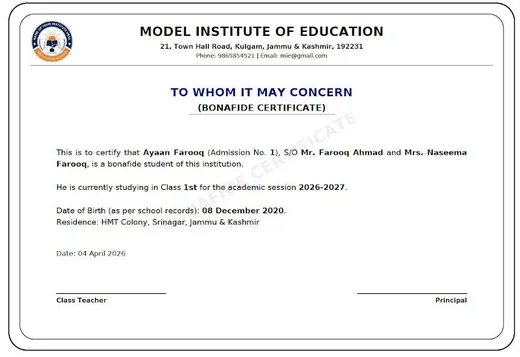 MODEL INSTITUTE OF EDUCATION
21, Town Hall Road, Kulgam, Jammu & Kashmir, 192231
Phone: 9865854521 | Email: mie@gmail.com
TO WHOM IT MAY CONCERN
(BONAFIDE CERTIFICATE)
This is to certify that Ayaan Farooq (Admission No. 1), S/O Mr. Farooq Ahmad and Mrs. Naseema
Farooq, is a bonafide student of this institution.
He is currently studying in Class 1st for the academic session 2026-2027.
Date of Birth (as per school records): 08 December 2020.
Residence: HMT Colony, Srinagar, Jammu & Kashmir
BONAFIDE CERTIFICATE
Date: 04 April 2026
Class Teacher
Principal